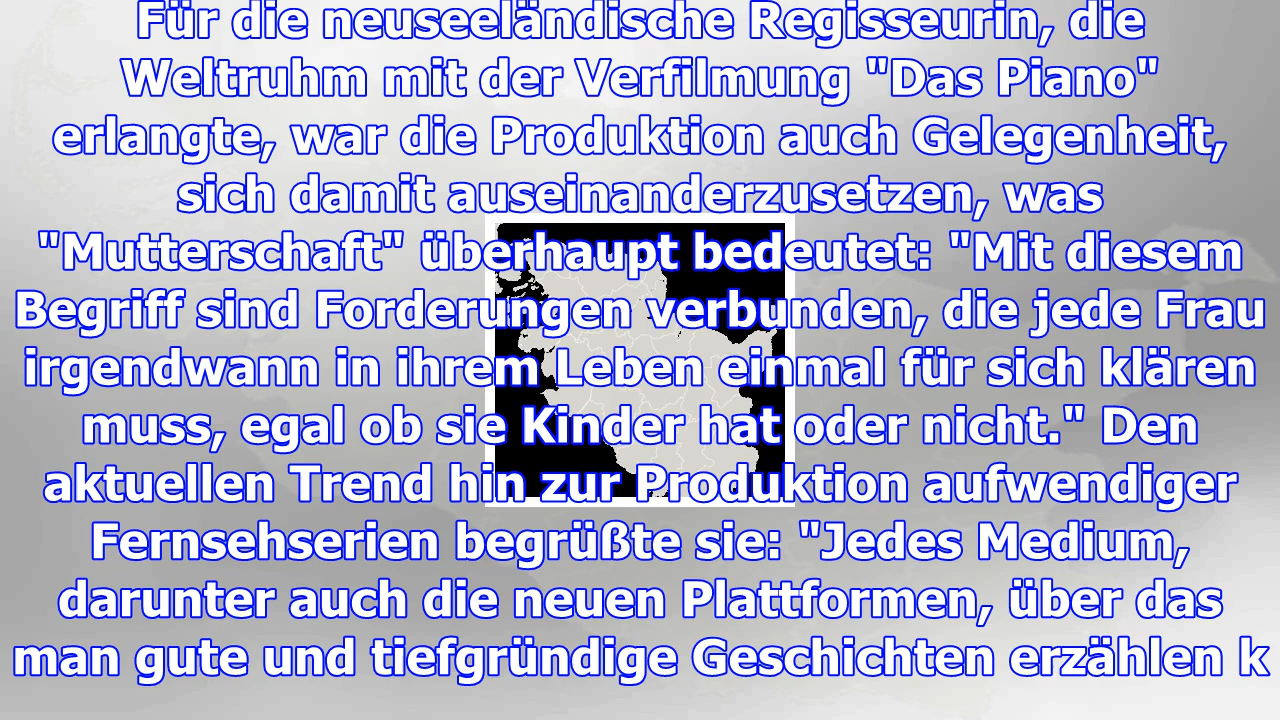 Für die neuseeländische Regisseurin, die
Weltruhm mit der Verfilmung "Das Piano"
erlangte, war die Produktion auch Gelegenheit,
sich damit auseinanderzusetzen, was
"Mutterschaft" überhaupt bedeutet: "Mit diesem
Begriff sind Forderungen verbunden, die jede Frau
irgendwann in ihrem Leben einmal für sich klären
muss, egal ob sie Kinder hat oder nicht." Den
aktuellen Trend hin zur Produktion aufwendiger
Fernsehserien begrüßte sie: "Jedes Medium,
darunter auch die neuen Plattformen, über das
man gute und tiefgründige Geschichten erzählen k